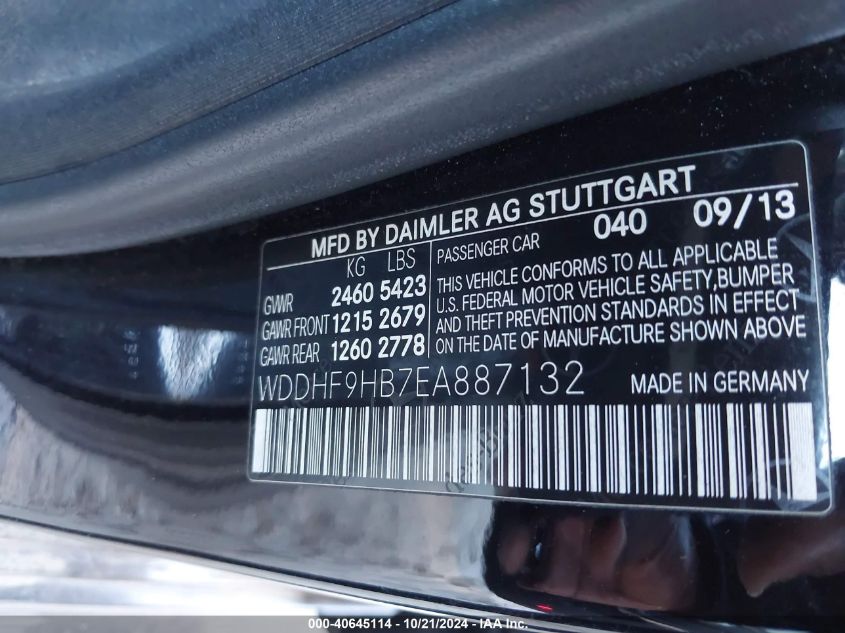 MFD BY DAIMLER AG STUTTGART
040 09/13
KG LBS
GVWR 2460 5423
GAWR FRONT 1215 2679
GAWR REAR 1260 2778
PASSENGER CAR
THIS VEHICLE CONFORMS TO ALL APPLICABLE
U.S. FEDERAL MOTOR VEHICLE SAFETY,BUMPER
AND THEFT PREVENTION STANDARDS IN EFFECT
ON THE DATE OF MANUFACTURE SHOWN ABOVE
WDDHF9HB7EA887132 MADE IN GERMANY
000-40645114 - 10/21/2024 - IAA Inc.